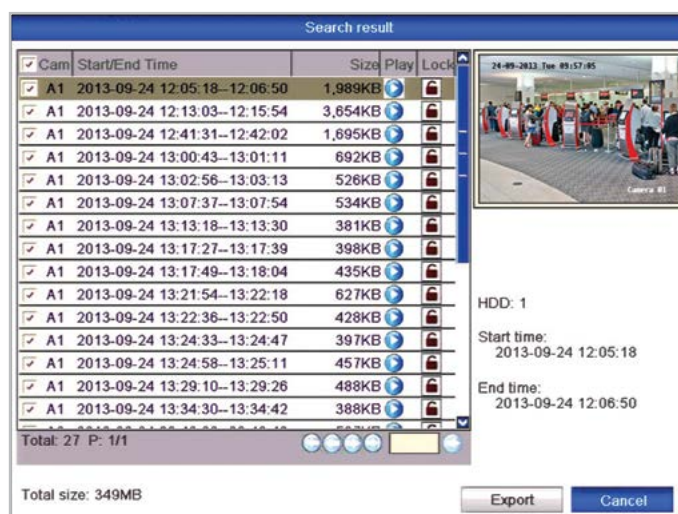 Search result
Cam Start/End Time Size Play Lock
A1 2013-09-24 12:05:18--12:06:50 1,989KB
A1 2013-09-24 12:13:03--12:15:54 3,654KB
A1 2013-09-24 12:41:31--12:42:02 1,695KB
A1 2013-09-24 13:00:43--13:01:11 692KB
A1 2013-09-24 13:02:56--13:03:13 526KB
A1 2013-09-24 13:07:37--13:07:54 534KB
A1 2013-09-24 13:13:18--13:13:30 381KB
A1 2013-09-24 13:17:27--13:17:39 398KB
A1 2013-09-24 13:17:49--13:18:04 435KB
A1 2013-09-24 13:21:54--13:22:18 627KB
A1 2013-09-24 13:22:36--13:22:50 428KB
A1 2013-09-24 13:24:33--13:24:47 397KB
A1 2013-09-24 13:24:58--13:25:11 457KB
A1 2013-09-24 13:29:10--13:29:26 488KB
A1 2013-09-24 13:34:30--13:34:42 388KB
Total: 27 P: 1/1
24-09-2013 Tue 09:57:05
Camera 01
HDD: 1
Start time:
2013-09-24 12:05:18
End time:
2013-09-24 12:06:50
Total size: 349MB
Export
Cancel